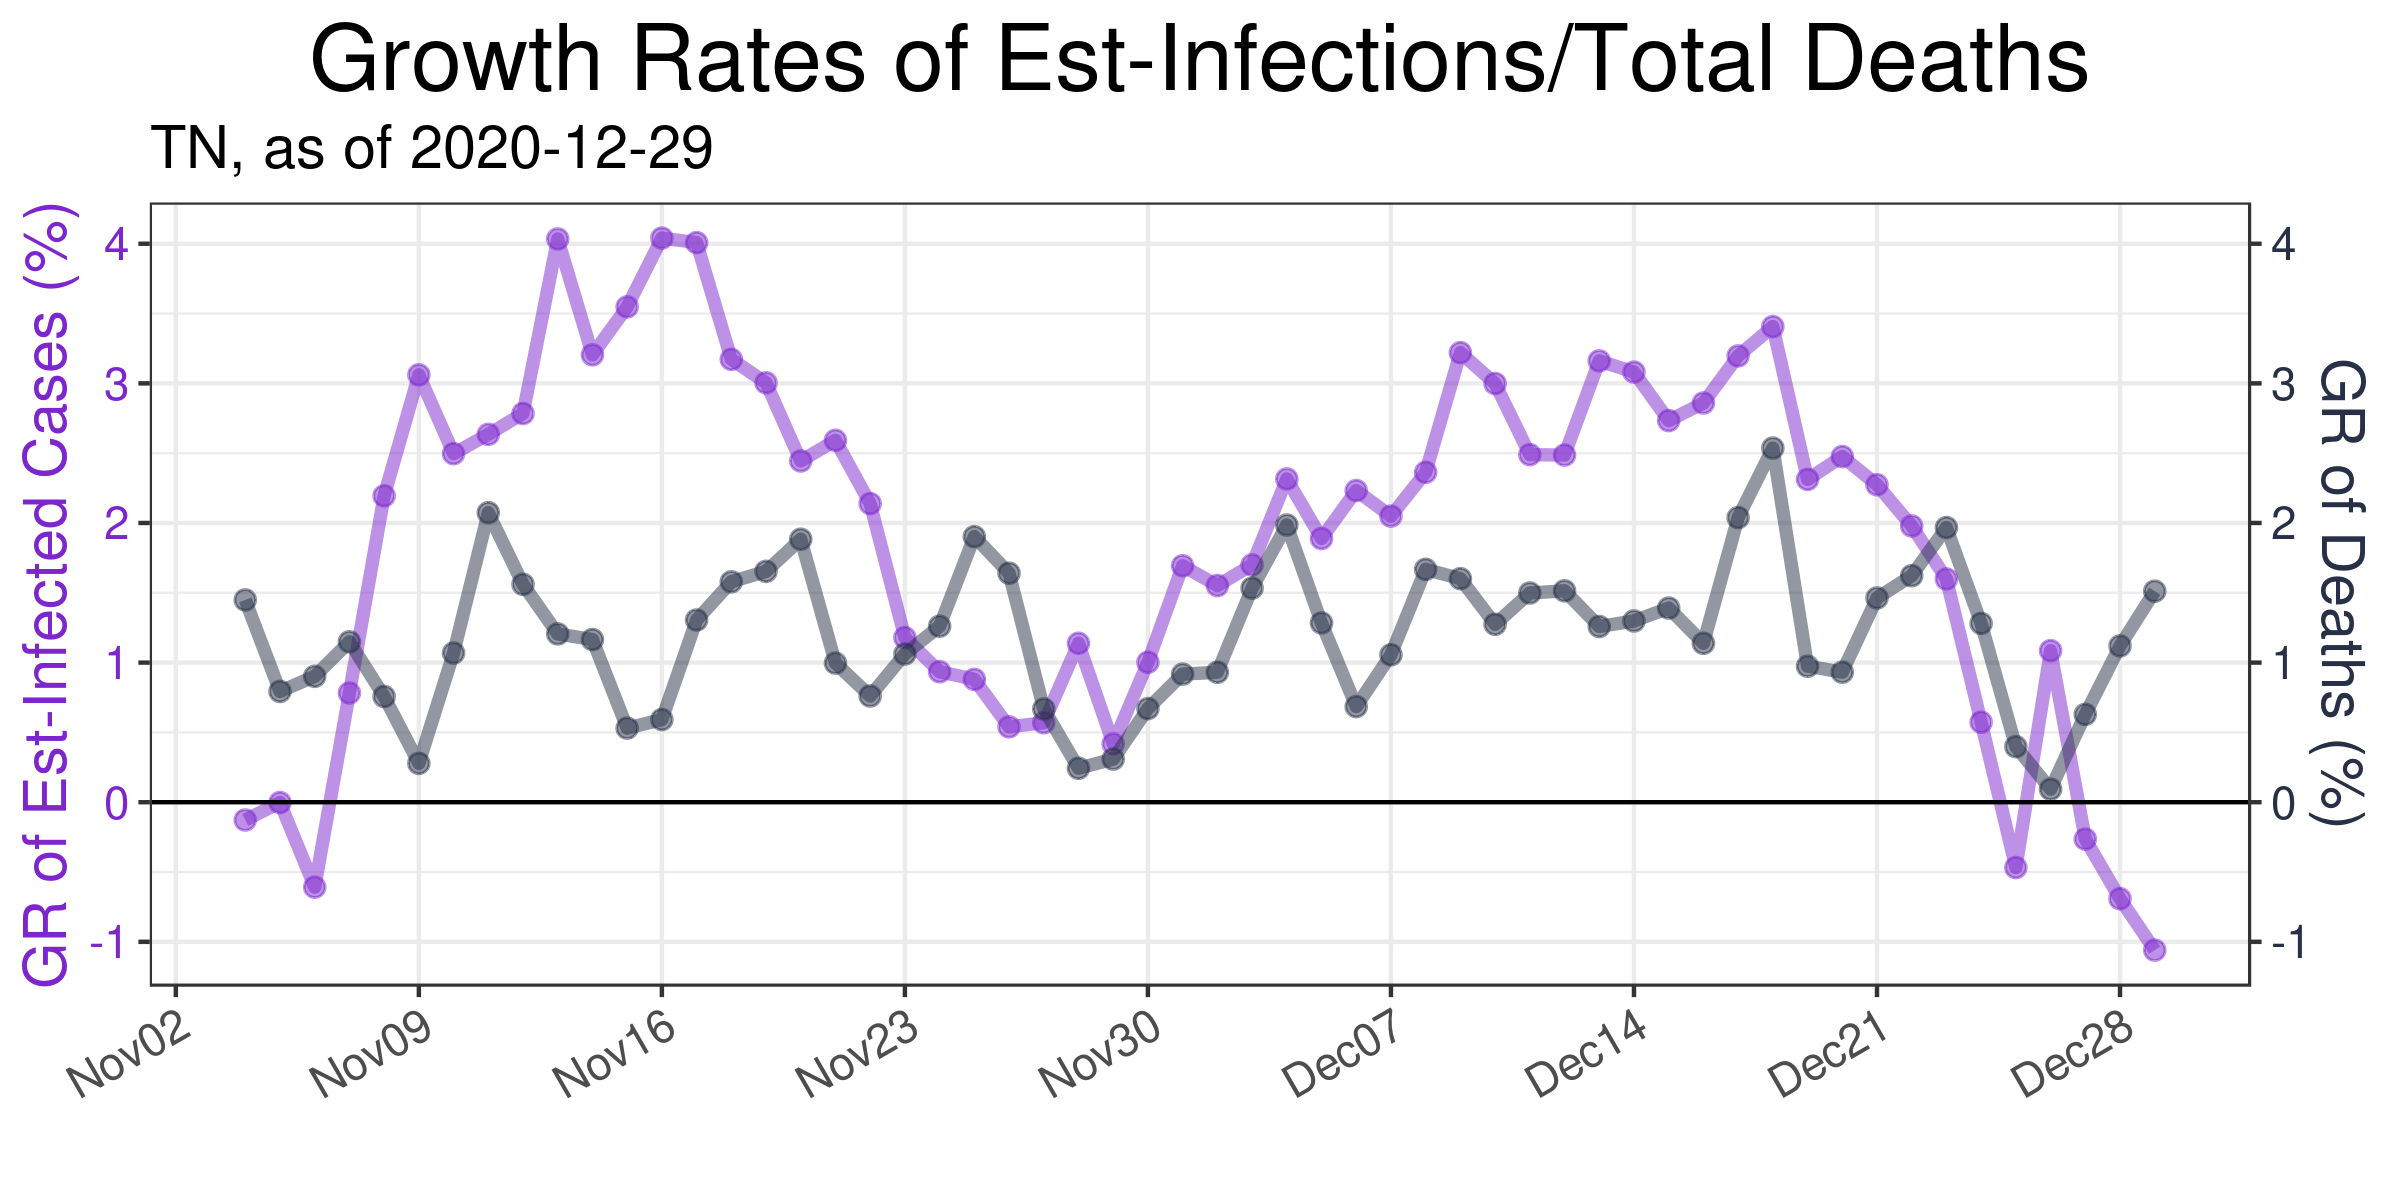 Growth Rates of Est-Infections/Total Deaths
TN, as of 2020-12-29
GR of Est-Infected Cases (%)
4
3
2
1
0
-1
4
3
2
1
0
-1
GR of Deaths (%)
Nov02
Nov09
Nov16
Nov23
Nov30
Dec07
Dec14
Dec21
Dec28